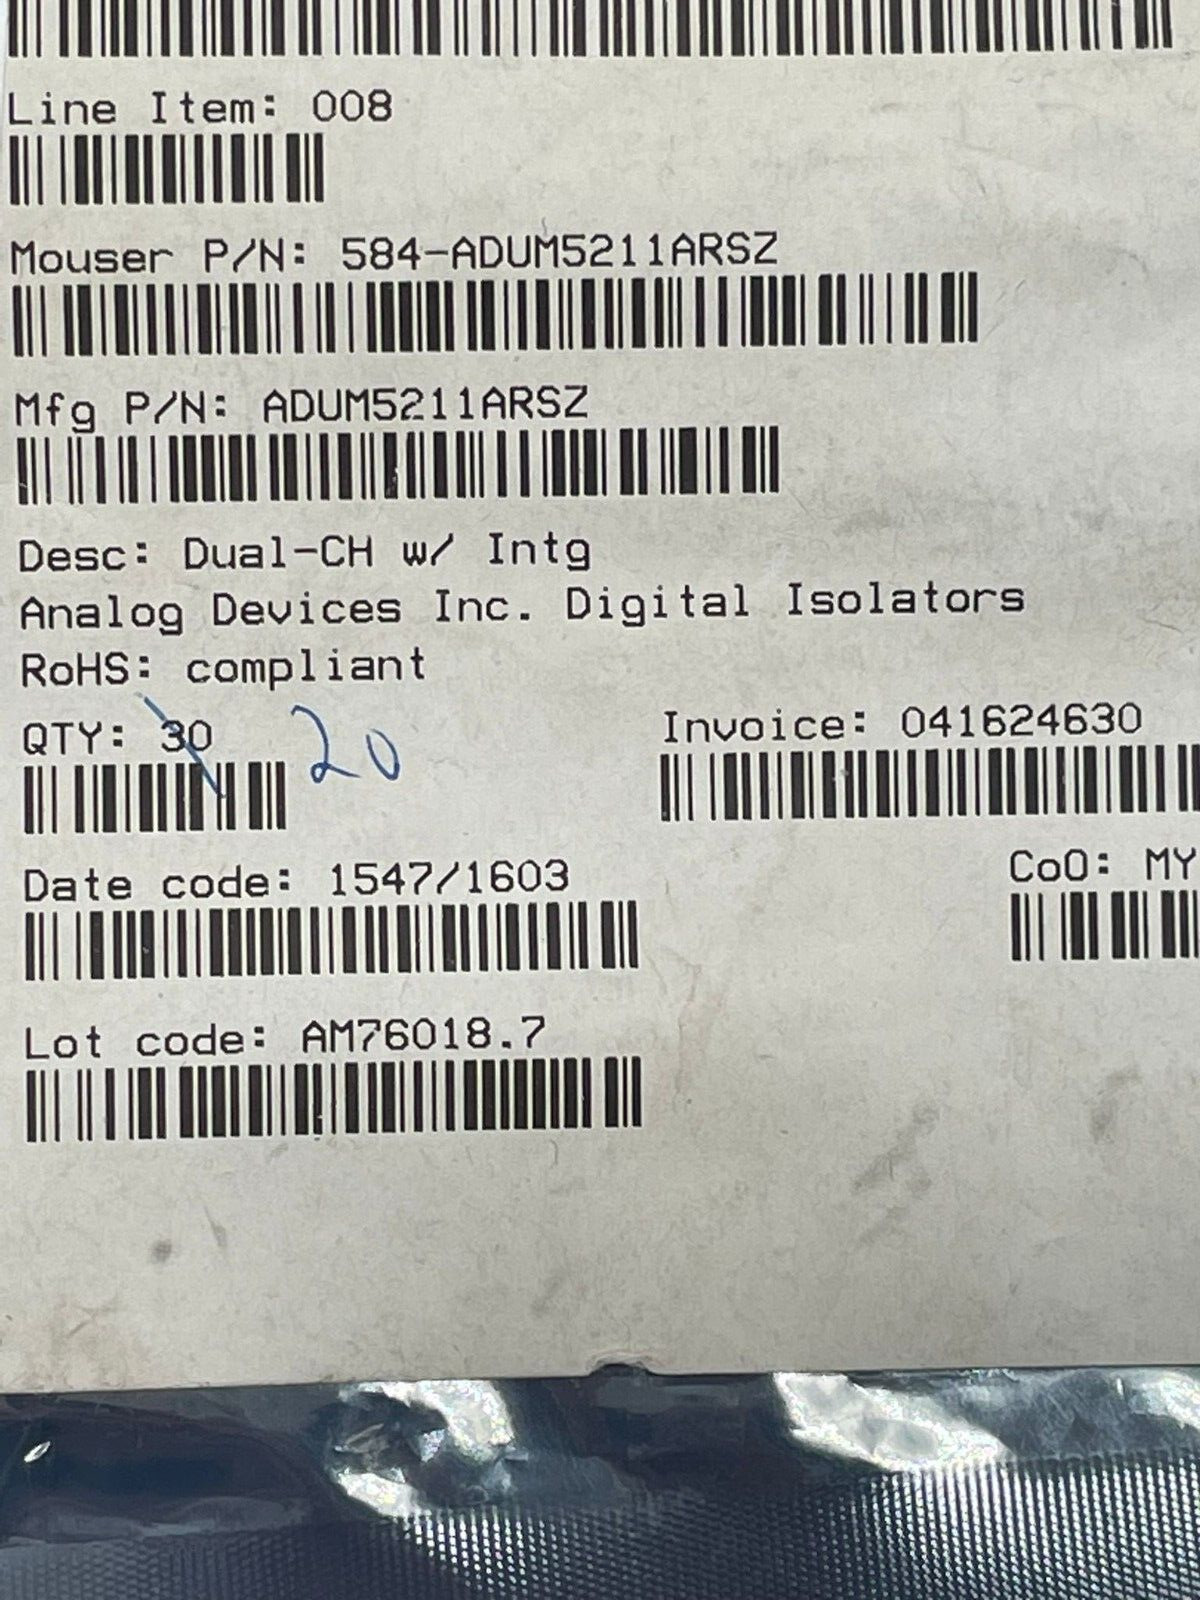 Line Item: 008
Mouser P/N: 584-ADUM5211ARSZ
Mfg P/N: ADUM5211ARSZ
Desc: Dual-CH w/ Intg
Analog Devices Inc. Digital Isolators
RoHS: compliant
QTY: 30 20 Invoice: 041624630
Date code: 1547/1603 CoO: MY
Lot code: AM76018.7